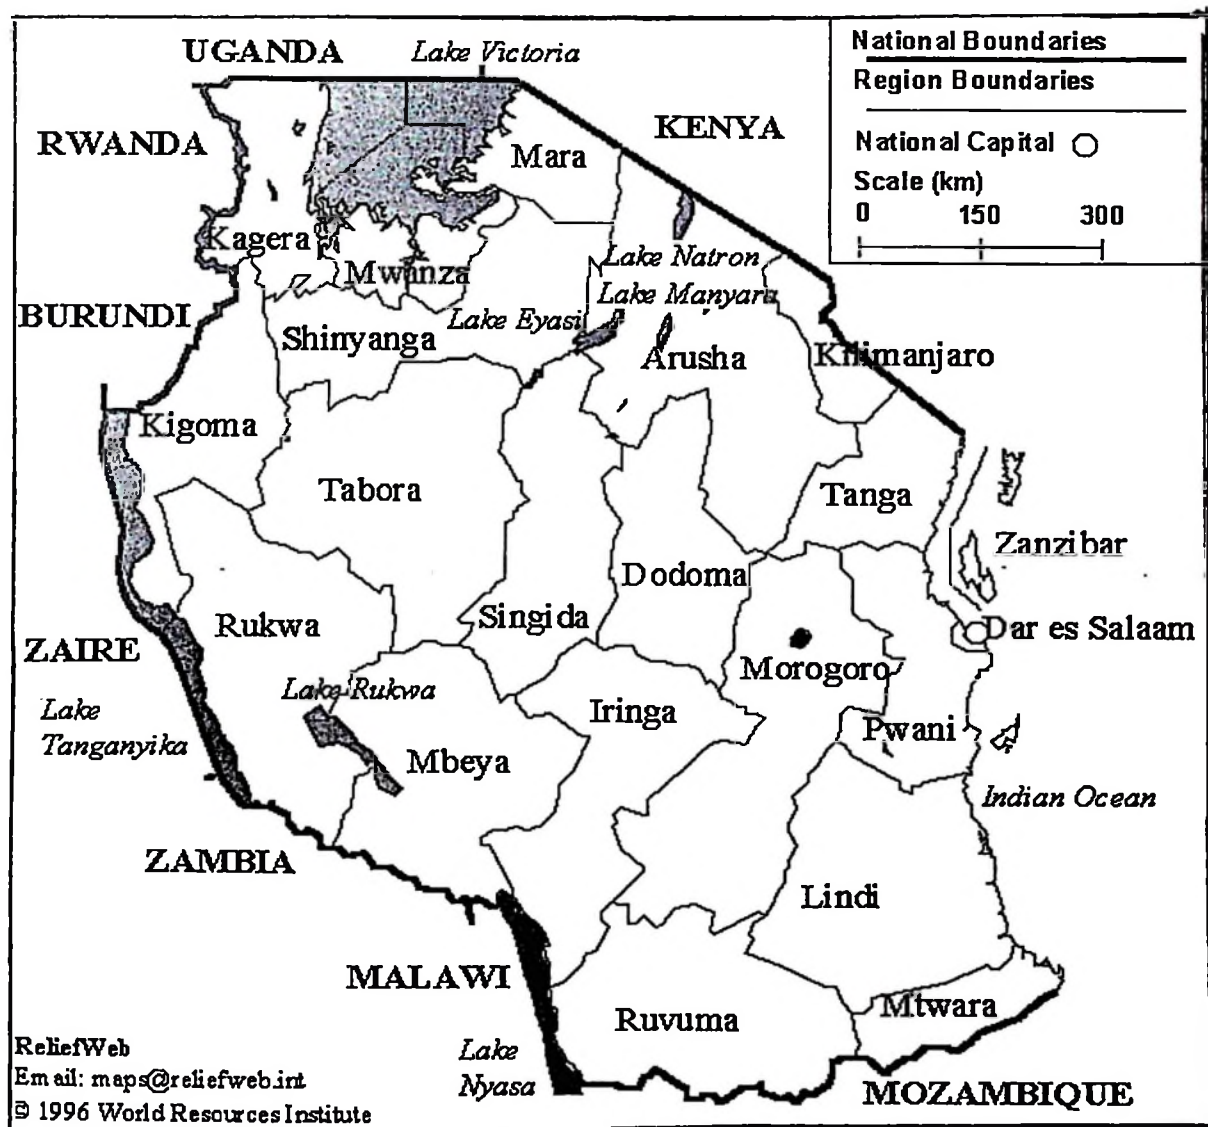 UGANDA
Lake Victoria
National Boundaries
Region Boundaries
National Capital
Scale (km)
0 150 300
RWANDA
KENYA
Mara
Kagera
Mwanza
Lake Natron
Lake Manyara
BURUNDI
Lake Eyasi
Shinyanga
Arusha
Kilimanjaro
Kigoma
Tabora
Tanga
Zanzibar
Dodoma
Rukwa
Singida
Dar es Salaam
ZAIRE
Morogoro
Lake Rukwa
Lake
Tanganyika
Iringa
Pwani
Mbeya
Indian Ocean
ZAMBIA
Lindi
MALAWI
Mtwara
Ruvuma
Lake
Nyasa
MOZAMBIQUE
ReliefWeb
Email: maps@reliefweb.int
© 1996 World Resources Institute